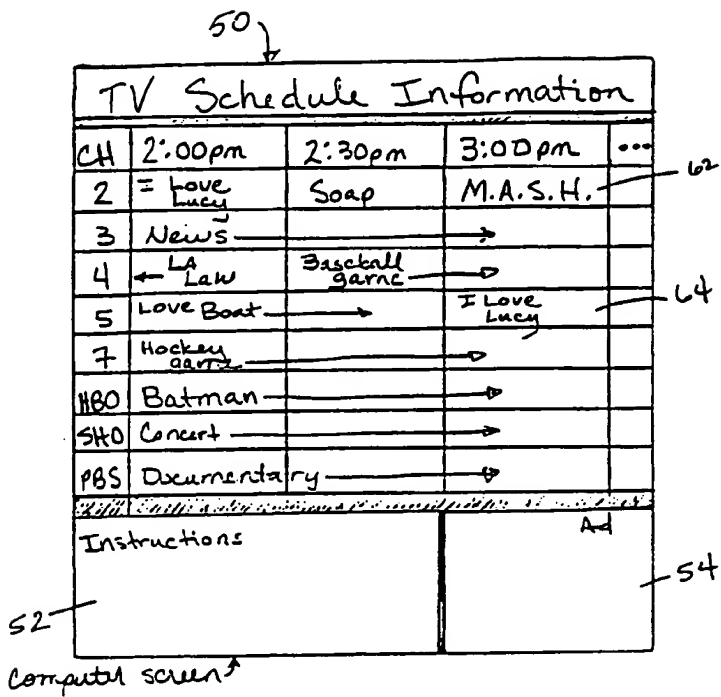 50
TV Schedule Information
CH 2:00pm 2:30pm 3:00pm ...
2 I Love Lucy Soap M.A.S.H. 62
3 News
4 LA Law Baseball game
5 Love Boat I Love Lucy 64
7 Hockey game
HBO Batman
SHO Concert
PBS Documentary
Instructions Ad
52 54
Computer screen